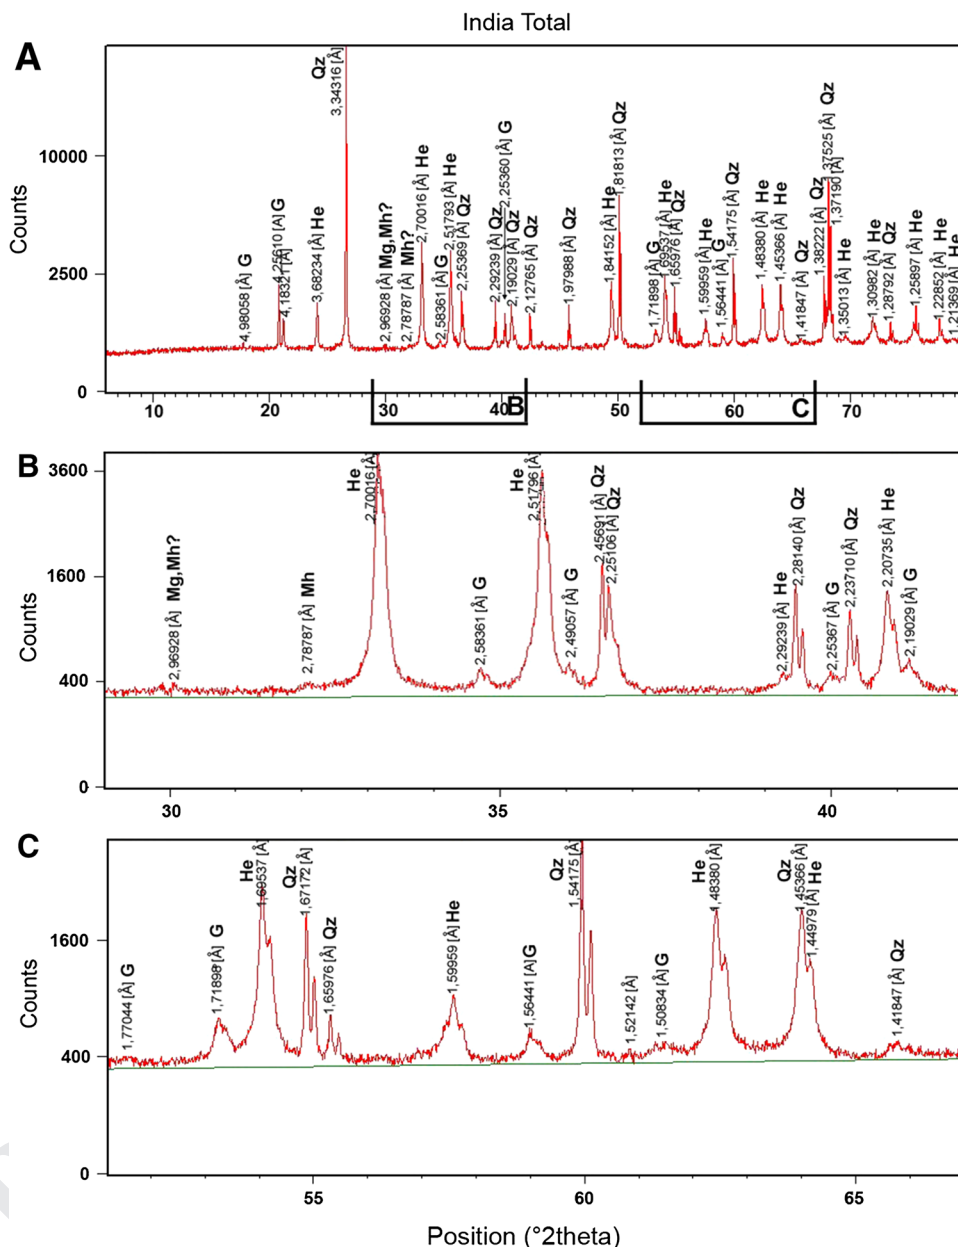 India Total
A
Counts
10000
2500
0
4,98058 [Å] G
4,25610 [Å] G
4,18321 [Å]
3,68234 [Å] He
3,34316 [Å] Qz
2,96928 [Å] Mg,Mh?
2,78787 [Å] Mh?
2,70016 [Å] He
2,58361 [Å] G
2,51793 [Å] He
2,25369 [Å] Qz
2,29239 [Å] Qz
2,25360 [Å] G
2,19029 [Å] Qz
2,12765 [Å] Qz
1,97988 [Å] Qz
1,84152 [Å] He
1,81813 [Å] Qz
1,71898 [Å] G
1,69537 [Å] He
1,65976 [Å] Qz
1,59959 [Å] He
1,56441 [Å] G
1,54175 [Å] Qz
1,48380 [Å] He
1,45366 [Å] He
1,41847 [Å] Qz
1,38222 [Å] Qz
1,37525 [Å] Qz
1,37190 [Å]
1,35013 [Å] He
1,30982 [Å] He
1,28792 [Å] Qz
1,25897 [Å] He
1,22852 [Å] He
1,21369 [Å] He
10 20 30 40 50 60 70
B C
B
Counts
3600
1600
400
0
2,96928 [Å] Mg,Mh?
2,78787 [Å] Mh
2,70016 [Å] He
2,58361 [Å] G
2,51796 [Å] He
2,49057 [Å] G
2,45691 [Å] Qz
2,25106 [Å] Qz
2,29239 [Å] He
2,28140 [Å] Qz
2,25367 [Å] G
2,23710 [Å] Qz
2,20735 [Å] He
2,19029 [Å] G
30 35 40
C
Counts
1600
400
0
1,77044 [Å] G
1,71898 [Å] G
1,69537 [Å] He
1,67172 [Å] Qz
1,65976 [Å] Qz
1,59959 [Å] He
1,56441 [Å] G
1,54175 [Å] Qz
1,52142 [Å]
1,50834 [Å] G
1,48380 [Å] He
1,45366 [Å] Qz
1,44979 [Å] He
1,41847 [Å] Qz
55 60 65
Position (°2theta)